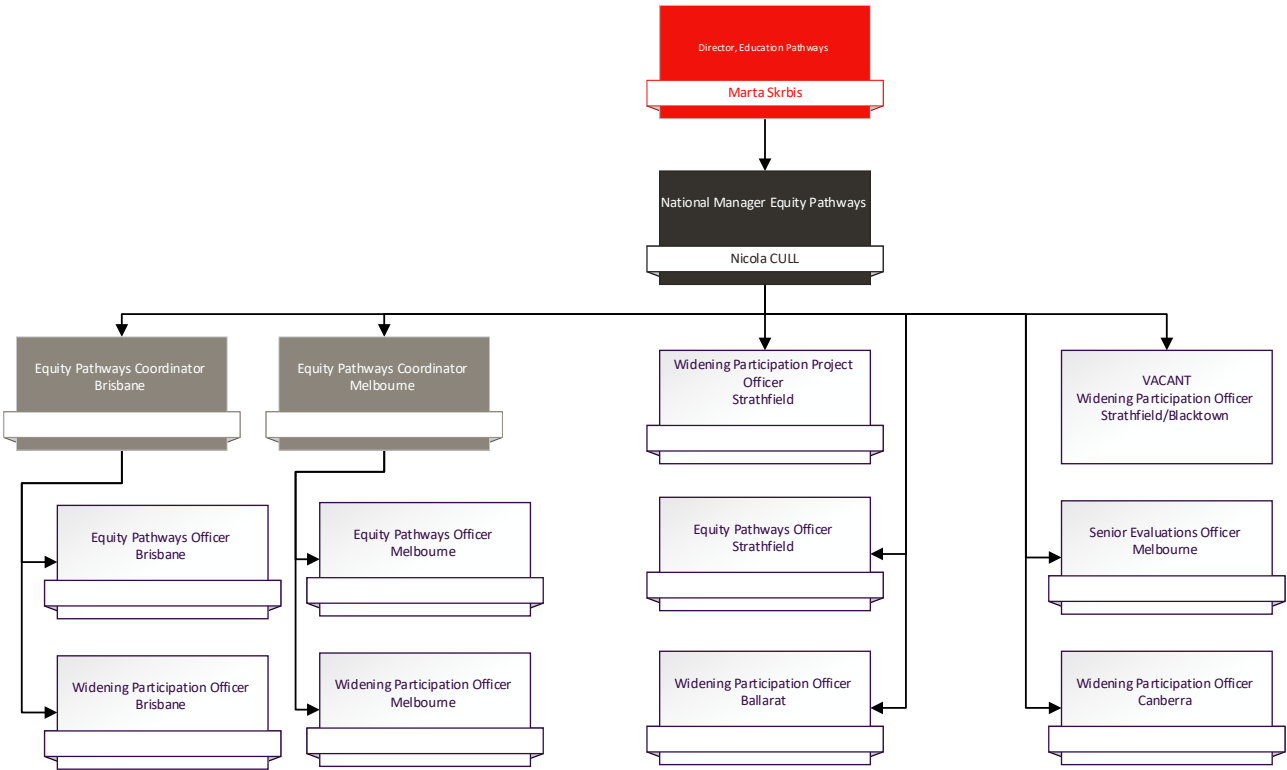 Director, Education Pathways
Marta Skrbis
National Manager Equity Pathways
Nicola CULL
Equity Pathways Coordinator
Brisbane
Equity Pathways Coordinator
Melbourne
Widening Participation Project
Officer
Strathfield
VACANT
Widening Participation Officer
Strathfield/Blacktown
Equity Pathways Officer
Brisbane
Equity Pathways Officer
Melbourne
Equity Pathways Officer
Strathfield
Senior Evaluations Officer
Melbourne
Widening Participation Officer
Brisbane
Widening Participation Officer
Melbourne
Widening Participation Officer
Ballarat
Widening Participation Officer
Canberra